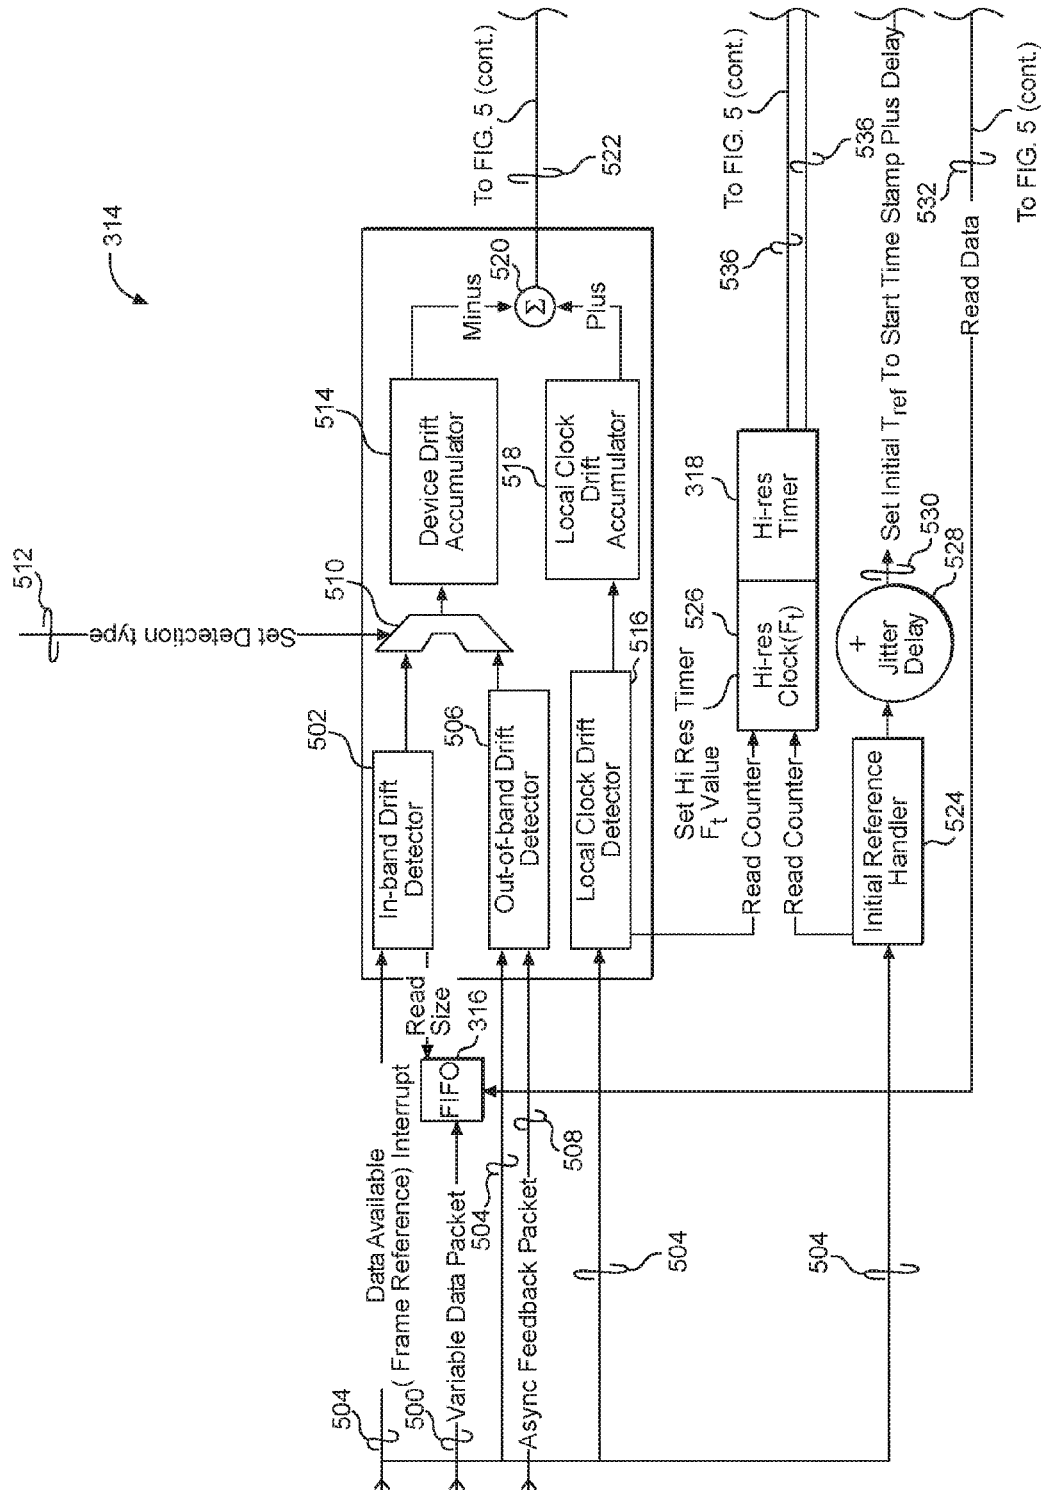 314
512
Set Detection type
504
Data Available
( Frame Reference) Interrupt
500
Variable Data Packet
Async Feedback Packet
504
508
504
504
FIFO
316
Read
Size
502
In-band Drift
Detector
506
Out-of-band Drift
Detector
Local Clock Drift
Detector
516
510
514
Device Drift
Accumulator
518
Local Clock
Drift
Accumulator
Minus
Plus
520
Σ
522
To FIG. 5 (cont.)
Set Hi Res Timer
Ft Value
Read Counter
Read Counter
526
Hi-res
Clock(Ft)
318
Hi-res
Timer
536
536
To FIG. 5 (cont.)
Initial Reference
Handler
524
+
Jitter
Delay
528
530
Set Initial Tref To Start Time Stamp Plus Delay
Read Data
532
To FIG. 5 (cont.)